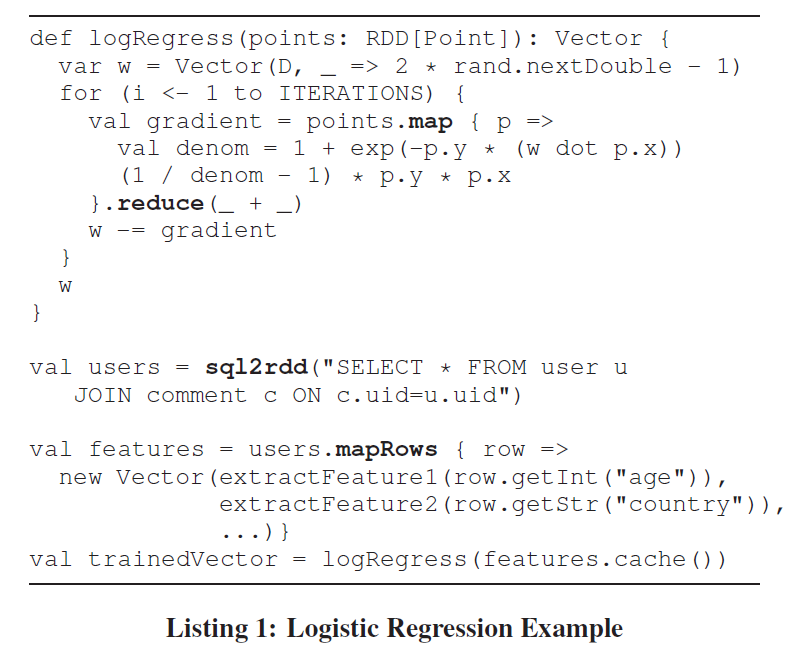 def logRegress(points: RDD[Point]): Vector {
  var w = Vector(D, _ => 2 * rand.nextDouble - 1)
  for (i <- 1 to ITERATIONS) {
    val gradient = points.map { p =>
      val denom = 1 + exp(-p.y * (w dot p.x))
      (1 / denom - 1) * p.y * p.x
    }.reduce(_ + _)
    w -= gradient
  }
  w
}

val users = sql2rdd("SELECT * FROM user u
   JOIN comment c ON c.uid=u.uid")

val features = users.mapRows { row =>
  new Vector(extractFeature1(row.getInt("age")),
             extractFeature2(row.getStr("country")),
             ...)}
val trainedVector = logRegress(features.cache())

Listing 1: Logistic Regression Example